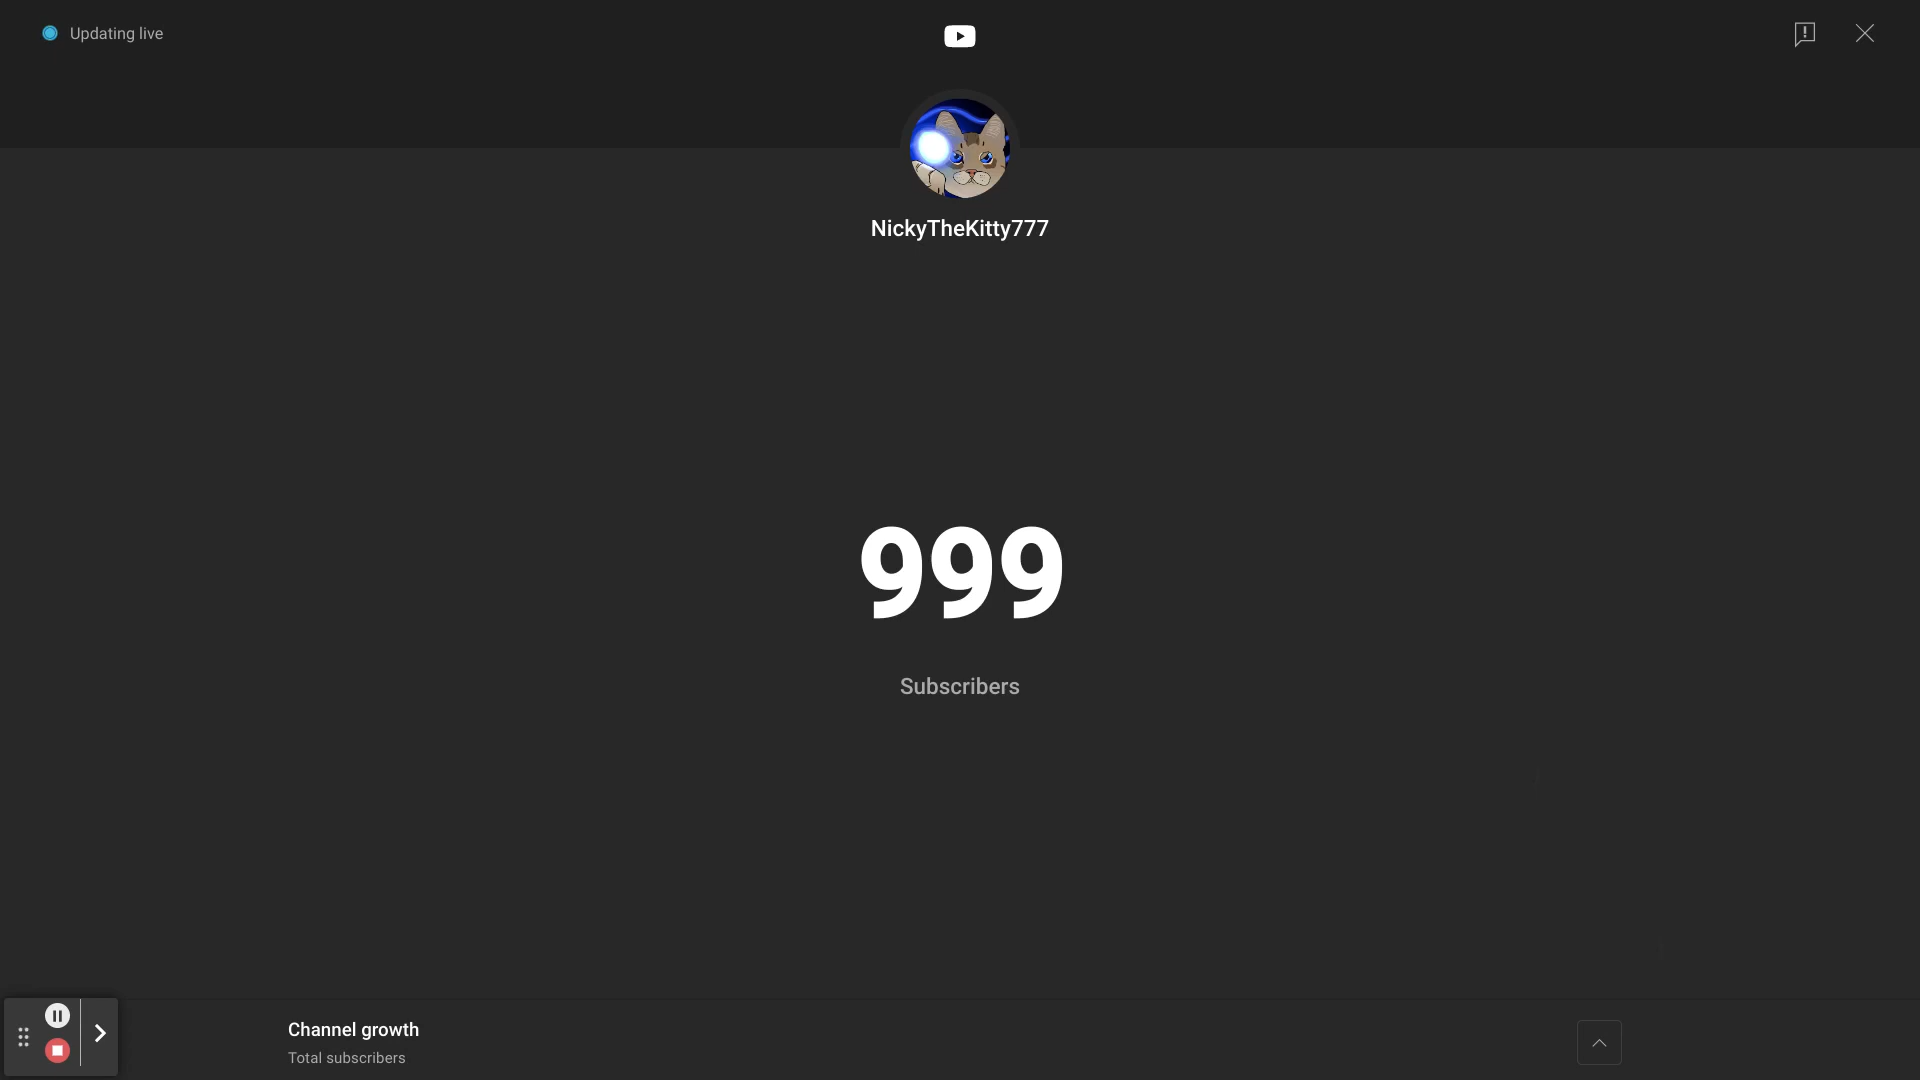 Updating live
NickyTheKitty777
999
Subscribers
Channel growth
Total subscribers